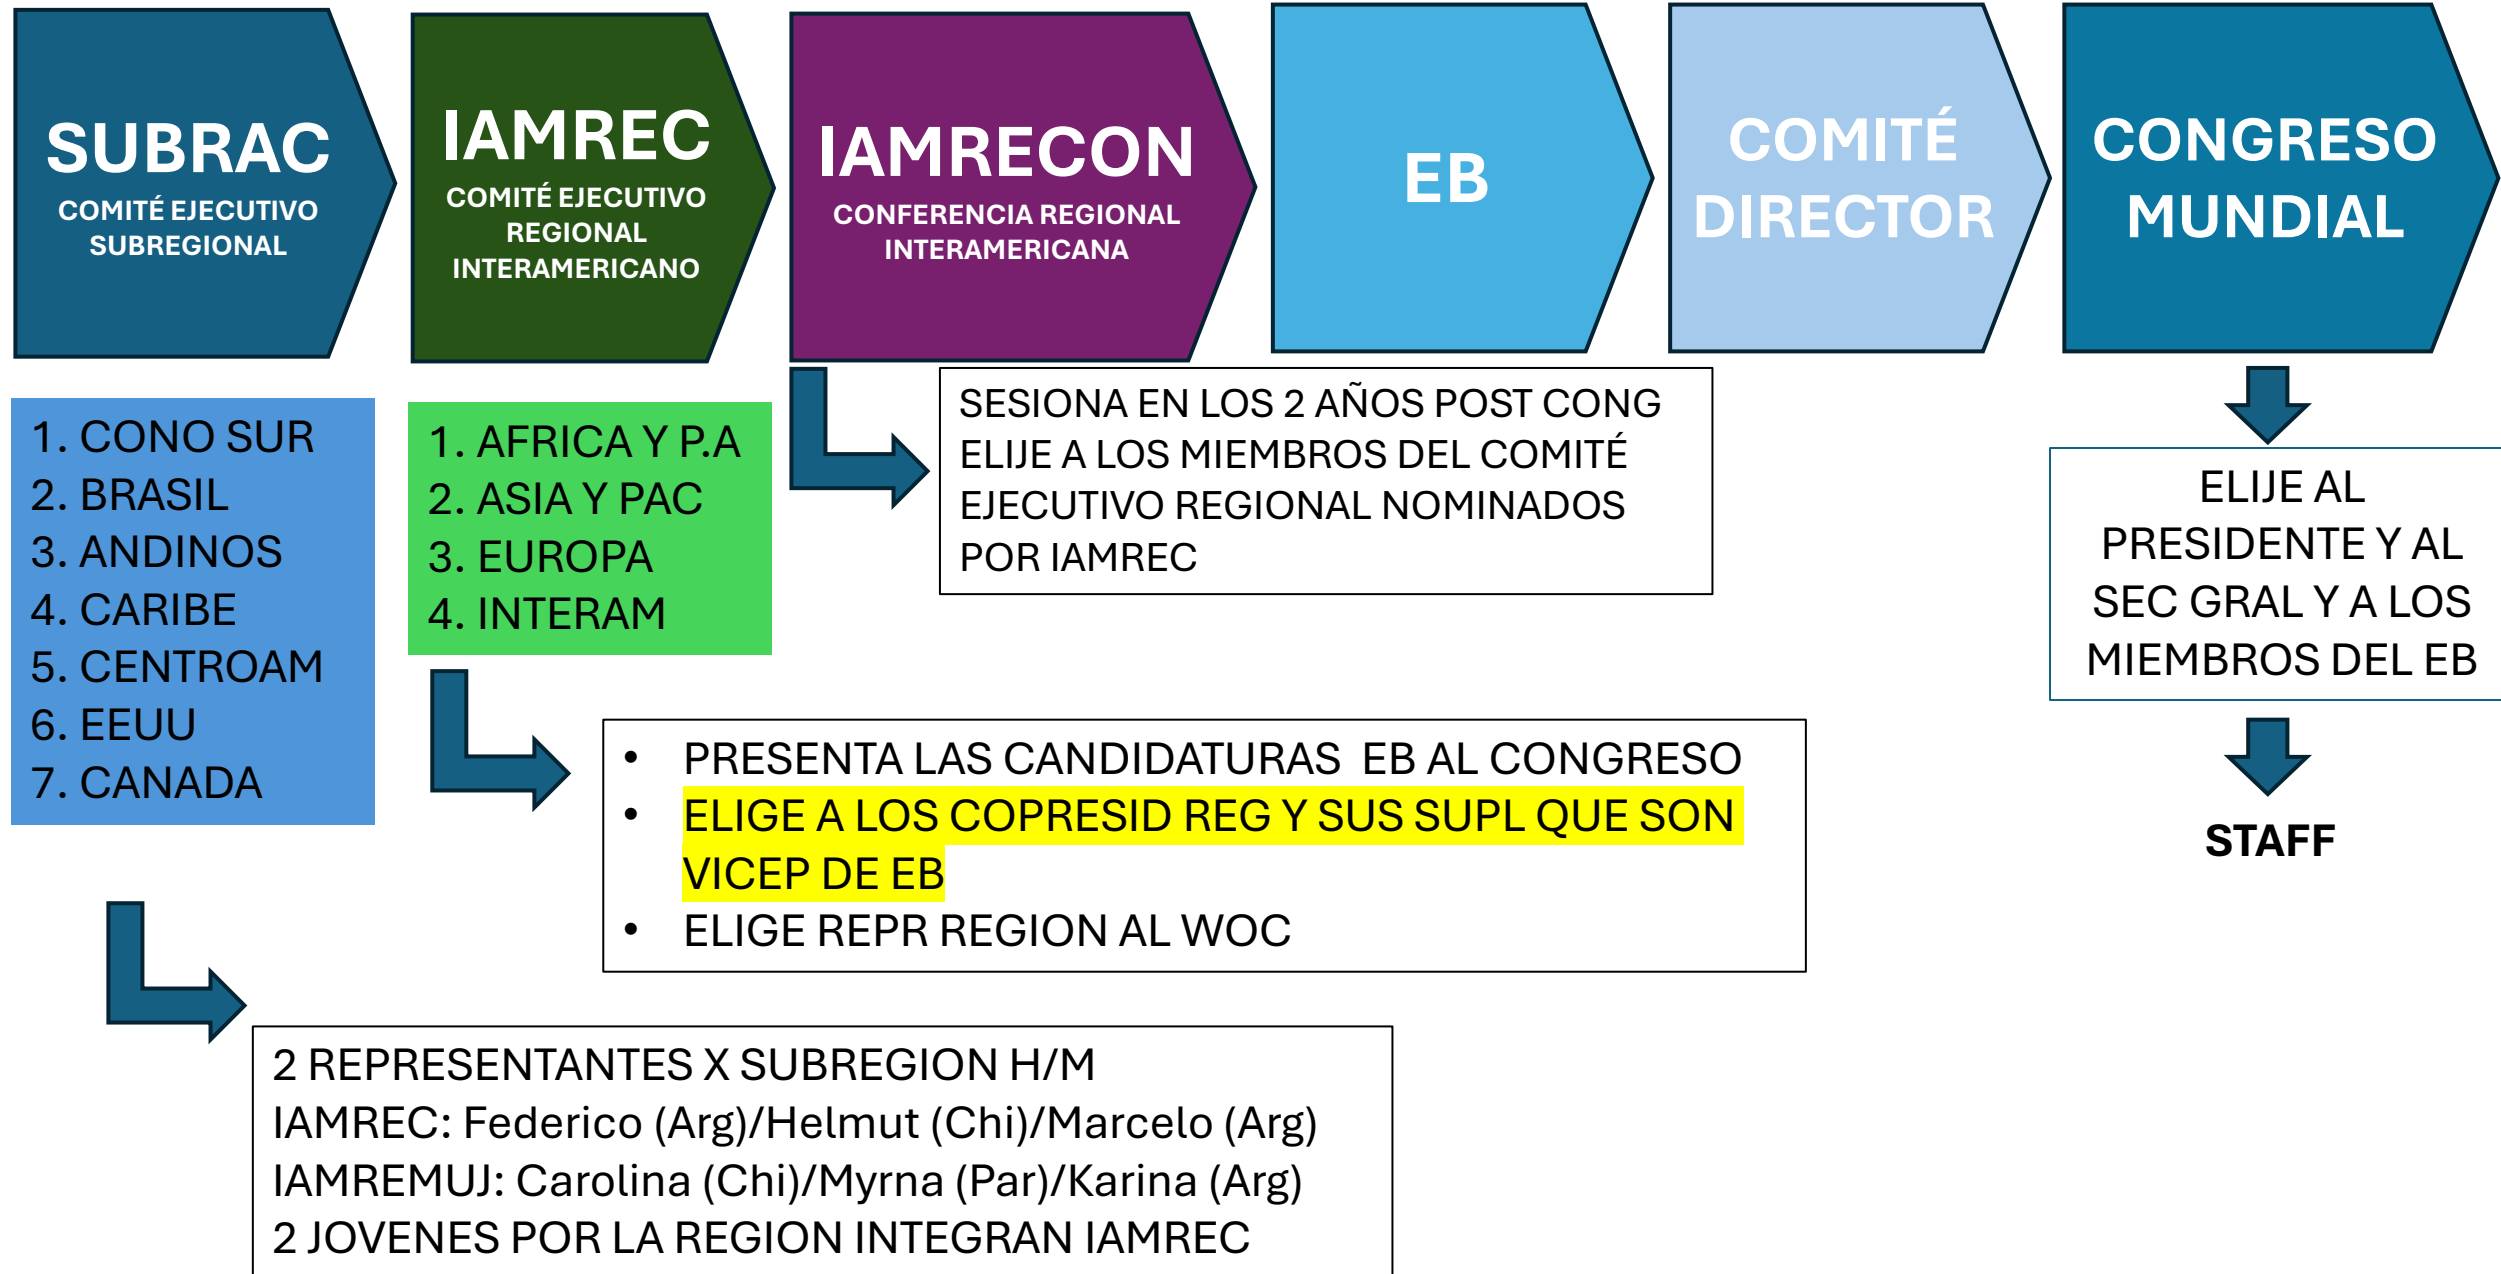 SUBRAC
COMITÉ EJECUTIVO
SUBREGIONAL
IAMREC
COMITÉ EJECUTIVO
REGIONAL
INTERAMERICANO
IAMRECON
CONFERENCIA REGIONAL
INTERAMERICANA
EB
COMITÉ
DIRECTOR
CONGRESO
MUNDIAL
1. CONO SUR
2. BRASIL
3. ANDINOS
4. CARIBE
5. CENTROAM
6. EEUU
7. CANADA
1. AFRICA Y P.A
2. ASIA Y PAC
3. EUROPA
4. INTERAM
SESIONA EN LOS 2 AÑOS POST CONG
ELIJE A LOS MIEMBROS DEL COMITÉ
EJECUTIVO REGIONAL NOMINADOS
POR IAMREC
ELIJE AL
PRESIDENTE Y AL
SEC GRAL Y A LOS
MIEMBROS DEL EB
STAFF
• PRESENTA LAS CANDIDATURAS  EB AL CONGRESO
• ELIGE A LOS COPRESID REG Y SUS SUPL QUE SON
VICEP DE EB
• ELIGE REPR REGION AL WOC
2 REPRESENTANTES X SUBREGION H/M
IAMREC: Federico (Arg)/Helmut (Chi)/Marcelo (Arg)
IAMREMUJ: Carolina (Chi)/Myrna (Par)/Karina (Arg)
2 JOVENES POR LA REGION INTEGRAN IAMREC